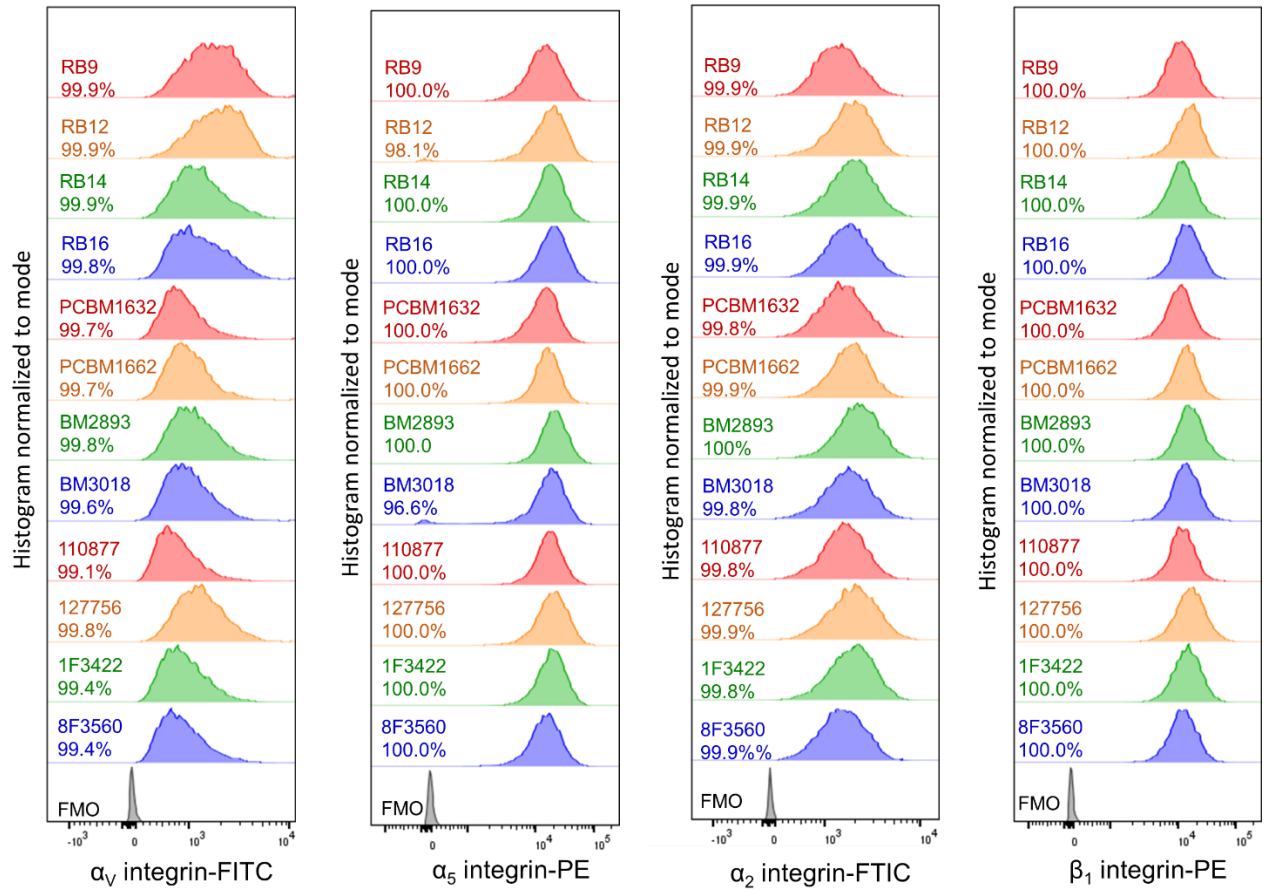 Histogram normalized to mode
RB9
99.9%
RB12
99.9%
RB14
99.9%
RB16
99.8%
PCBM1632
99.7%
PCBM1662
99.7%
BM2893
99.8%
BM3018
99.6%
110877
99.1%
127756
99.8%
1F3422
99.4%
8F3560
99.4%
FMO
-10³ 0 10³ 10⁴
αV integrin-FITC
Histogram normalized to mode
RB9
100.0%
RB12
98.1%
RB14
100.0%
RB16
100.0%
PCBM1632
100.0%
PCBM1662
100.0%
BM2893
100.0
BM3018
96.6%
110877
100.0%
127756
100.0%
1F3422
100.0%
8F3560
100.0%
FMO
0 10⁴ 10⁵
α5 integrin-PE
Histogram normalized to mode
RB9
99.9%
RB12
99.9%
RB14
99.9%
RB16
99.9%
PCBM1632
99.8%
PCBM1662
99.9%
BM2893
100%
BM3018
99.8%
110877
99.8%
127756
99.9%
1F3422
99.8%
8F3560
99.9%%
FMO
-10³ 0 10³ 10⁴
α2 integrin-FTIC
Histogram normalized to mode
RB9
100.0%
RB12
100.0%
RB14
100.0%
RB16
100.0%
PCBM1632
100.0%
PCBM1662
100.0%
BM2893
100.0%
BM3018
100.0%
110877
100.0%
127756
100.0%
1F3422
100.0%
8F3560
100.0%
FMO
0 10⁴ 10⁵
β1 integrin-PE